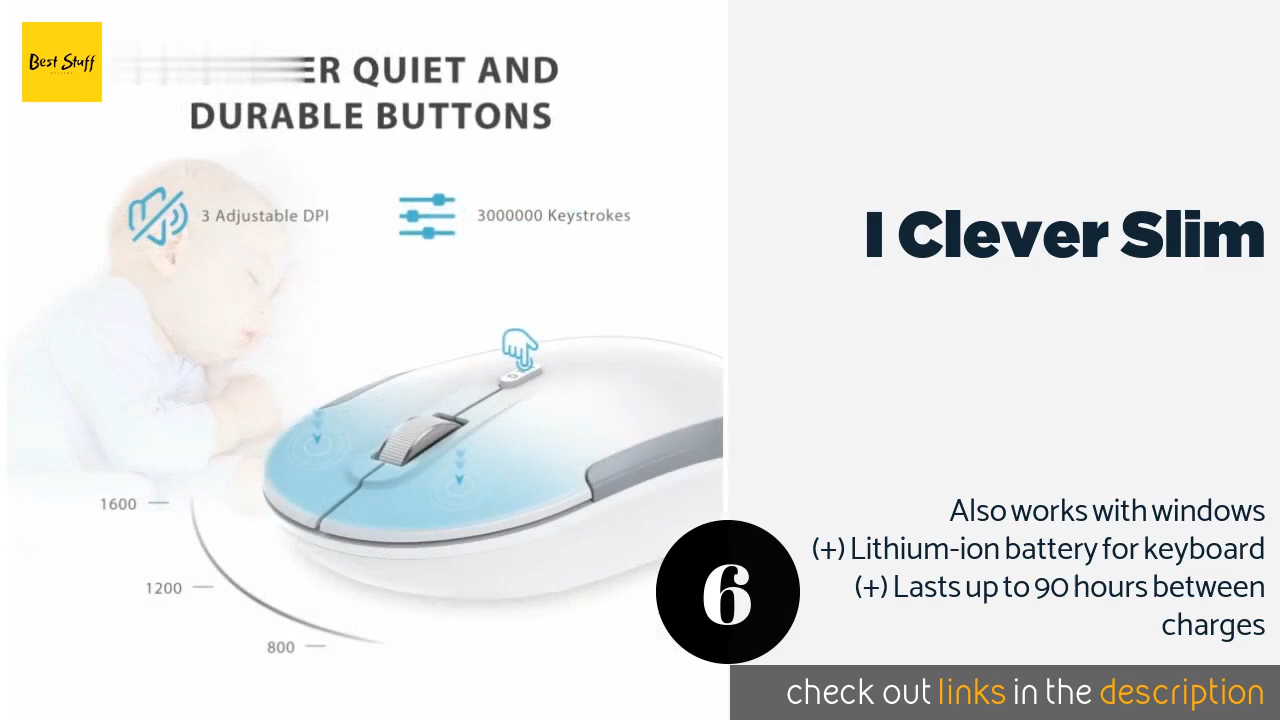 Best Stuff
ER QUIET AND
DURABLE BUTTONS
3 Adjustable DPI
3000000 Keystrokes
1600
1200
800
I Clever Slim
Also works with windows
(+) Lithium-ion battery for keyboard
(+) Lasts up to 90 hours between
charges
6
check out links in the description